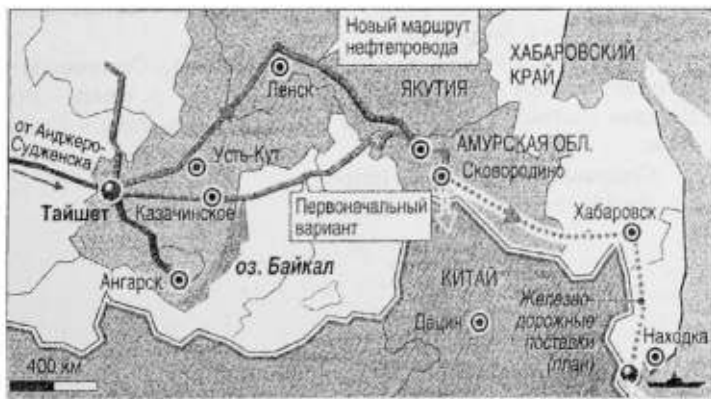 Новый маршрут
нефтепровода
ХАБАРОВСКИЙ
КРАЙ
Ленск
ЯКУТИЯ
от Анджеро-
Судженска
Усть-Кут
АМУРСКАЯ ОБЛ.
Сковородино
Тайшет
Казачинское
Первоначальный
вариант
Хабаровск
оз. Байкал
Ангарск
КИТАЙ
Дацин
Железно-
дорожные
поставки
(план)
Находка
400 км